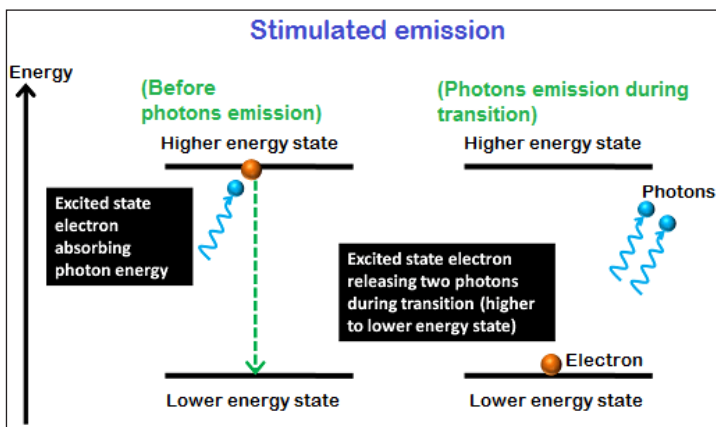 Stimulated emission
Energy
(Before
photons emission)
Higher energy state
Excited state
electron
absorbing
photon energy
Lower energy state
(Photons emission during
transition)
Higher energy state
Photons
Excited state electron
releasing two photons
during transition (higher
to lower energy state)
Electron
Lower energy state